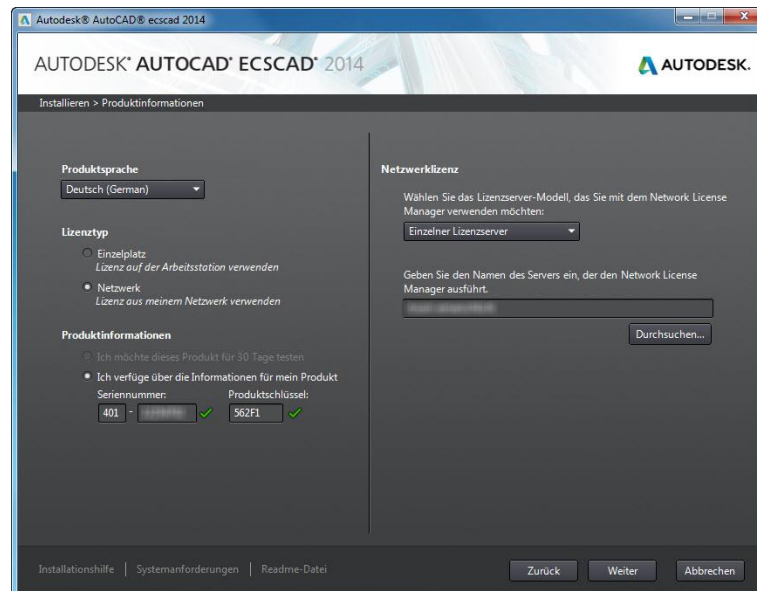 Autodesk® AutoCAD® ecscad 2014
AUTODESK® AUTOCAD® ECSCAD® 2014
AUTODESK.
Installieren > Produktinformationen
Produktsprache
Deutsch (German)
Lizenztyp
Einzelplatz
Lizenz auf der Arbeitsstation verwenden
Netzwerk
Lizenz aus meinem Netzwerk verwenden
Produktinformationen
Ich möchte dieses Produkt für 30 Tage testen
Ich verfüge über die Informationen für mein Produkt
Seriennummer: Produktschlüssel:
401 - 562F1
Netzwerklizenz
Wählen Sie das Lizenzserver-Modell, das Sie mit dem Network License
Manager verwenden möchten:
Einzelner Lizenzserver
Geben Sie den Namen des Servers ein, der den Network License
Manager ausführt.
Durchsuchen...
Installationshilfe | Systemanforderungen | Readme-Datei
Zurück Weiter Abbrechen